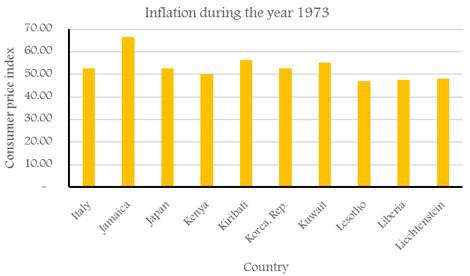 Inflation during the year 1973
Consumer price index
70.00
60.00
50.00
40.00
30.00
20.00
10.00
-
Italy
Jamaica
Japan
Kenya
Kiribati
Korea, Rep.
Kuwait
Lesotho
Liberia
Liechtenstein
Country